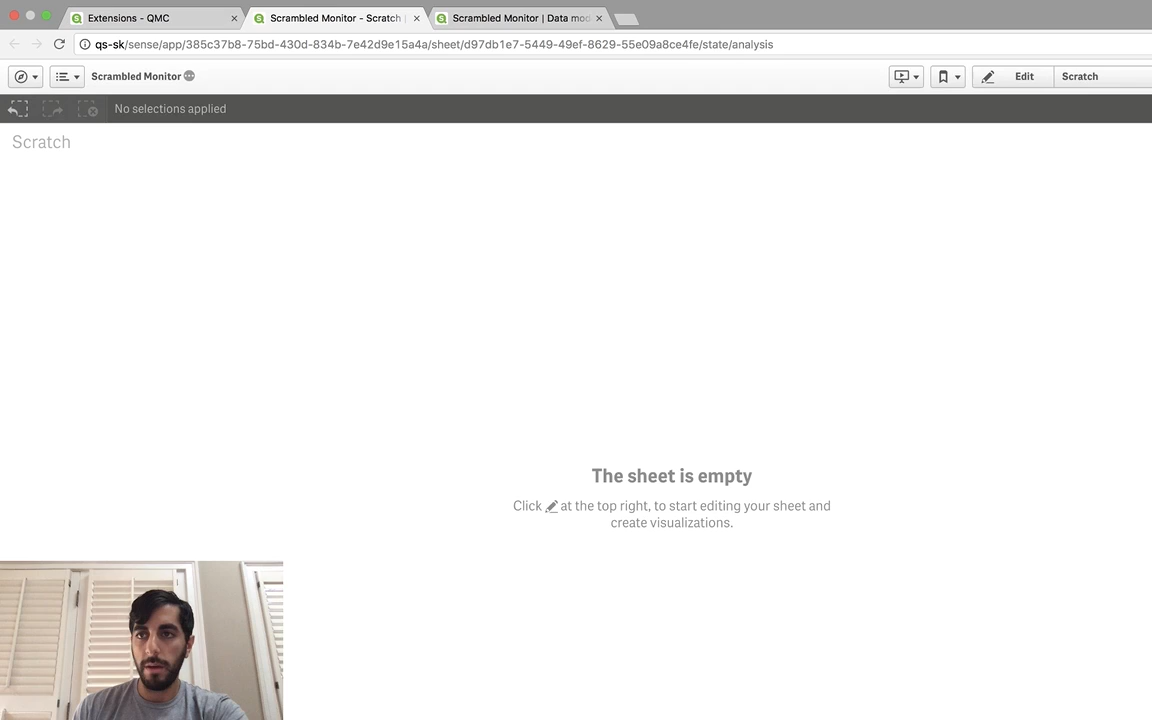 Extensions - QMC
Scrambled Monitor - Scratch
Scrambled Monitor | Data mod
qs-sk/sense/app/385c37b8-75bd-430d-834b-7e42d9e15a4a/sheet/d97db1e7-5449-49ef-8629-55e09a8ce4fe/state/analysis
Scrambled Monitor
Edit
Scratch
No selections applied
Scratch
The sheet is empty
Click at the top right, to start editing your sheet and
create visualizations.